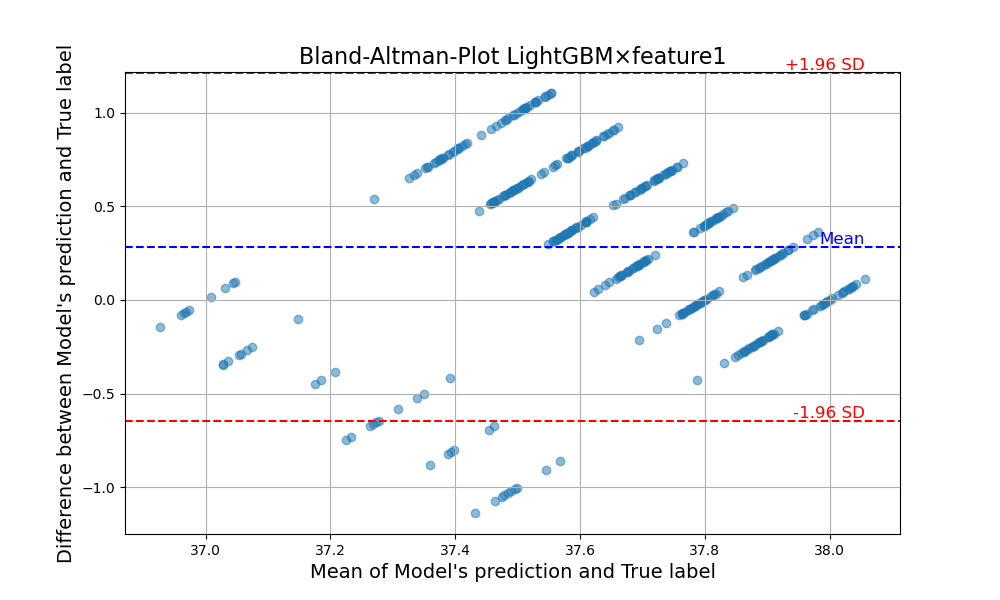 Bland-Altman-Plot LightGBM×feature1
+1.96 SD
Mean
-1.96 SD
1.0
0.5
0.0
−0.5
−1.0
37.0
37.2
37.4
37.6
37.8
38.0
Mean of Model's prediction and True label
Difference between Model's prediction and True label